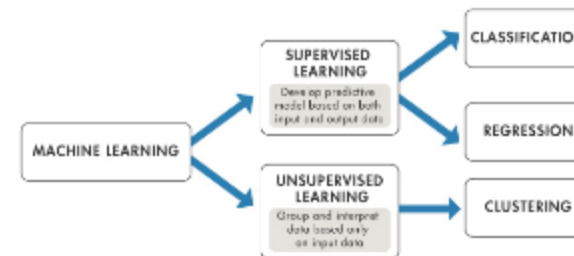 MACHINE LEARNING
SUPERVISED
LEARNING
Develop predictive
model based on both
input and output data
UNSUPERVISED
LEARNING
Group and interpret
data based only
on input data
CLASSIFICATIO
REGRESSION
CLUSTERING